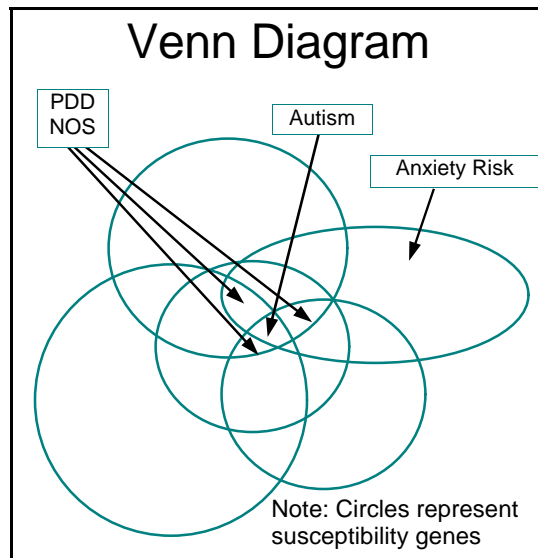 Venn Diagram
PDD
NOS
Autism
Anxiety Risk
Note: Circles represent
susceptibility genes